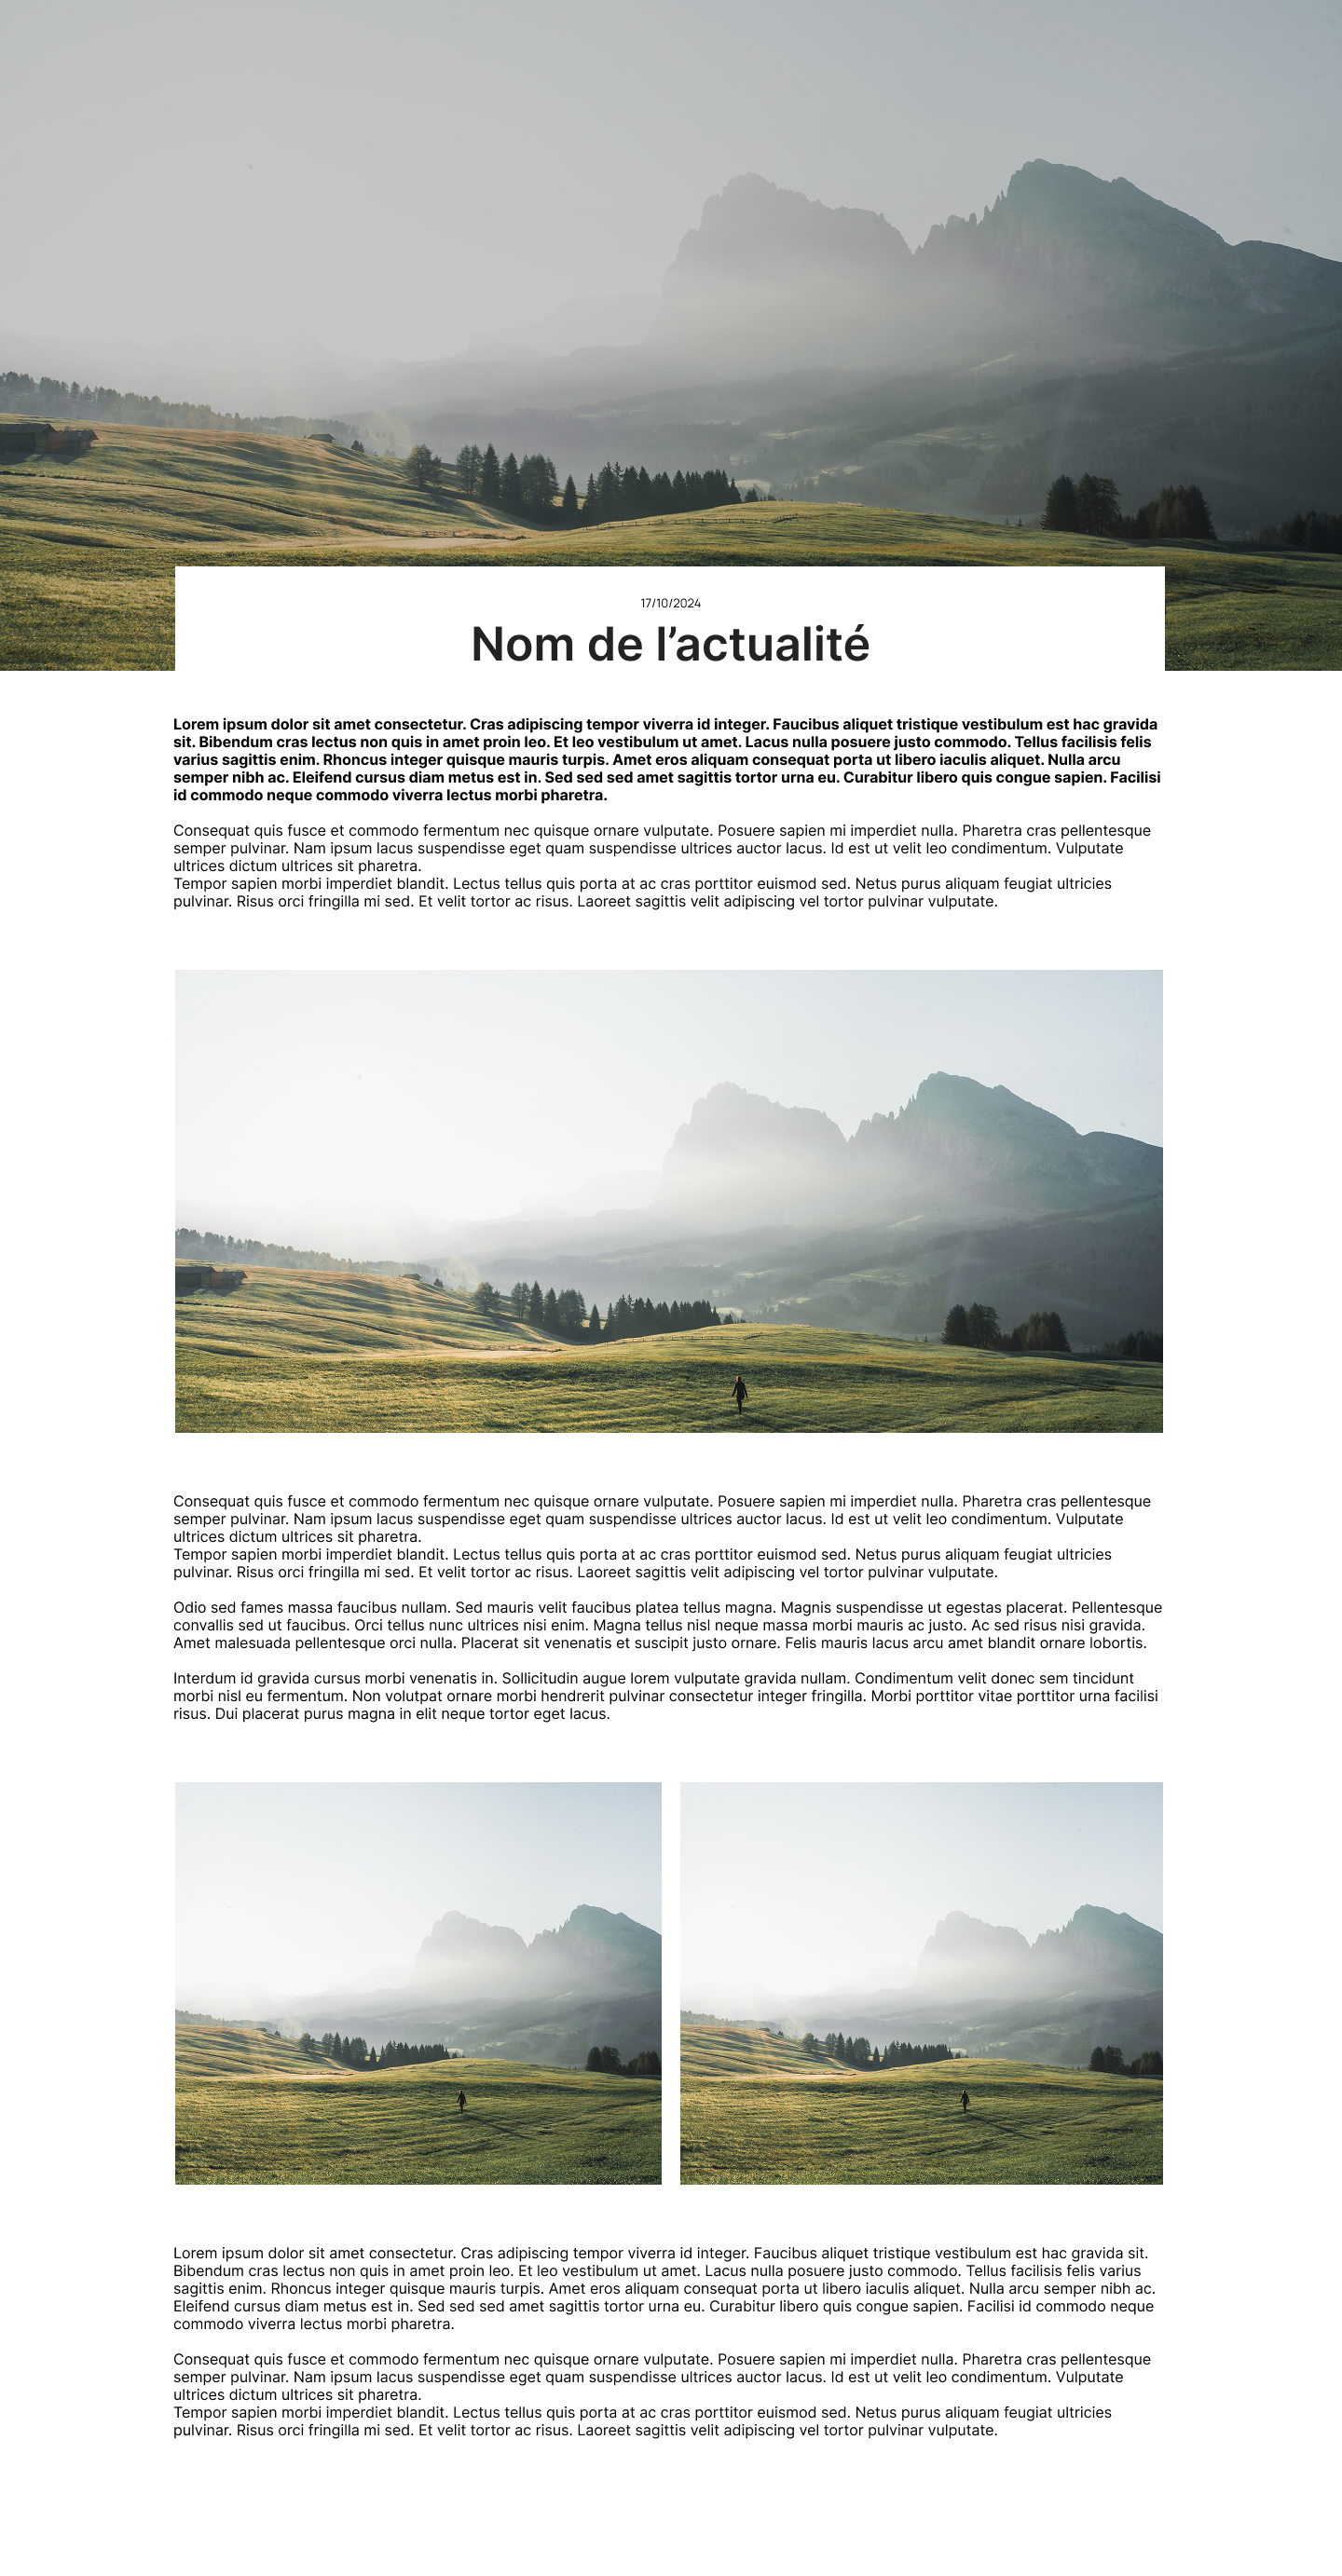 17/10/2024
Nom de l’actualité
Lorem ipsum dolor sit amet consectetur. Cras adipiscing tempor viverra id integer. Faucibus aliquet tristique vestibulum est hac gravida
sit. Bibendum cras lectus non quis in amet proin leo. Et leo vestibulum ut amet. Lacus nulla posuere justo commodo. Tellus facilisis felis
varius sagittis enim. Rhoncus integer quisque mauris turpis. Amet eros aliquam consequat porta ut libero iaculis aliquet. Nulla arcu
semper nibh ac. Eleifend cursus diam metus est in. Sed sed sed amet sagittis tortor urna eu. Curabitur libero quis congue sapien. Facilisi
id commodo neque commodo viverra lectus morbi pharetra.
Consequat quis fusce et commodo fermentum nec quisque ornare vulputate. Posuere sapien mi imperdiet nulla. Pharetra cras pellentesque
semper pulvinar. Nam ipsum lacus suspendisse eget quam suspendisse ultrices auctor lacus. Id est ut velit leo condimentum. Vulputate
ultrices dictum ultrices sit pharetra.
Tempor sapien morbi imperdiet blandit. Lectus tellus quis porta at ac cras porttitor euismod sed. Netus purus aliquam feugiat ultricies
pulvinar. Risus orci fringilla mi sed. Et velit tortor ac risus. Laoreet sagittis velit adipiscing vel tortor pulvinar vulputate.
Consequat quis fusce et commodo fermentum nec quisque ornare vulputate. Posuere sapien mi imperdiet nulla. Pharetra cras pellentesque
semper pulvinar. Nam ipsum lacus suspendisse eget quam suspendisse ultrices auctor lacus. Id est ut velit leo condimentum. Vulputate
ultrices dictum ultrices sit pharetra.
Tempor sapien morbi imperdiet blandit. Lectus tellus quis porta at ac cras porttitor euismod sed. Netus purus aliquam feugiat ultricies
pulvinar. Risus orci fringilla mi sed. Et velit tortor ac risus. Laoreet sagittis velit adipiscing vel tortor pulvinar vulputate.
Odio sed fames massa faucibus nullam. Sed mauris velit faucibus platea tellus magna. Magnis suspendisse ut egestas placerat. Pellentesque
convallis sed ut faucibus. Orci tellus nunc ultrices nisi enim. Magna tellus nisl neque massa morbi mauris ac justo. Ac sed risus nisi gravida.
Amet malesuada pellentesque orci nulla. Placerat sit venenatis et suscipit justo ornare. Felis mauris lacus arcu amet blandit ornare lobortis.
Interdum id gravida cursus morbi venenatis in. Sollicitudin augue lorem vulputate gravida nullam. Condimentum velit donec sem tincidunt
morbi nisl eu fermentum. Non volutpat ornare morbi hendrerit pulvinar consectetur integer fringilla. Morbi porttitor vitae porttitor urna facilisi
risus. Dui placerat purus magna in elit neque tortor eget lacus.
Lorem ipsum dolor sit amet consectetur. Cras adipiscing tempor viverra id integer. Faucibus aliquet tristique vestibulum est hac gravida sit.
Bibendum cras lectus non quis in amet proin leo. Et leo vestibulum ut amet. Lacus nulla posuere justo commodo. Tellus facilisis felis varius
sagittis enim. Rhoncus integer quisque mauris turpis. Amet eros aliquam consequat porta ut libero iaculis aliquet. Nulla arcu semper nibh ac.
Eleifend cursus diam metus est in. Sed sed sed amet sagittis tortor urna eu. Curabitur libero quis congue sapien. Facilisi id commodo neque
commodo viverra lectus morbi pharetra.
Consequat quis fusce et commodo fermentum nec quisque ornare vulputate. Posuere sapien mi imperdiet nulla. Pharetra cras pellentesque
semper pulvinar. Nam ipsum lacus suspendisse eget quam suspendisse ultrices auctor lacus. Id est ut velit leo condimentum. Vulputate
ultrices dictum ultrices sit pharetra.
Tempor sapien morbi imperdiet blandit. Lectus tellus quis porta at ac cras porttitor euismod sed. Netus purus aliquam feugiat ultricies
pulvinar. Risus orci fringilla mi sed. Et velit tortor ac risus. Laoreet sagittis velit adipiscing vel tortor pulvinar vulputate.